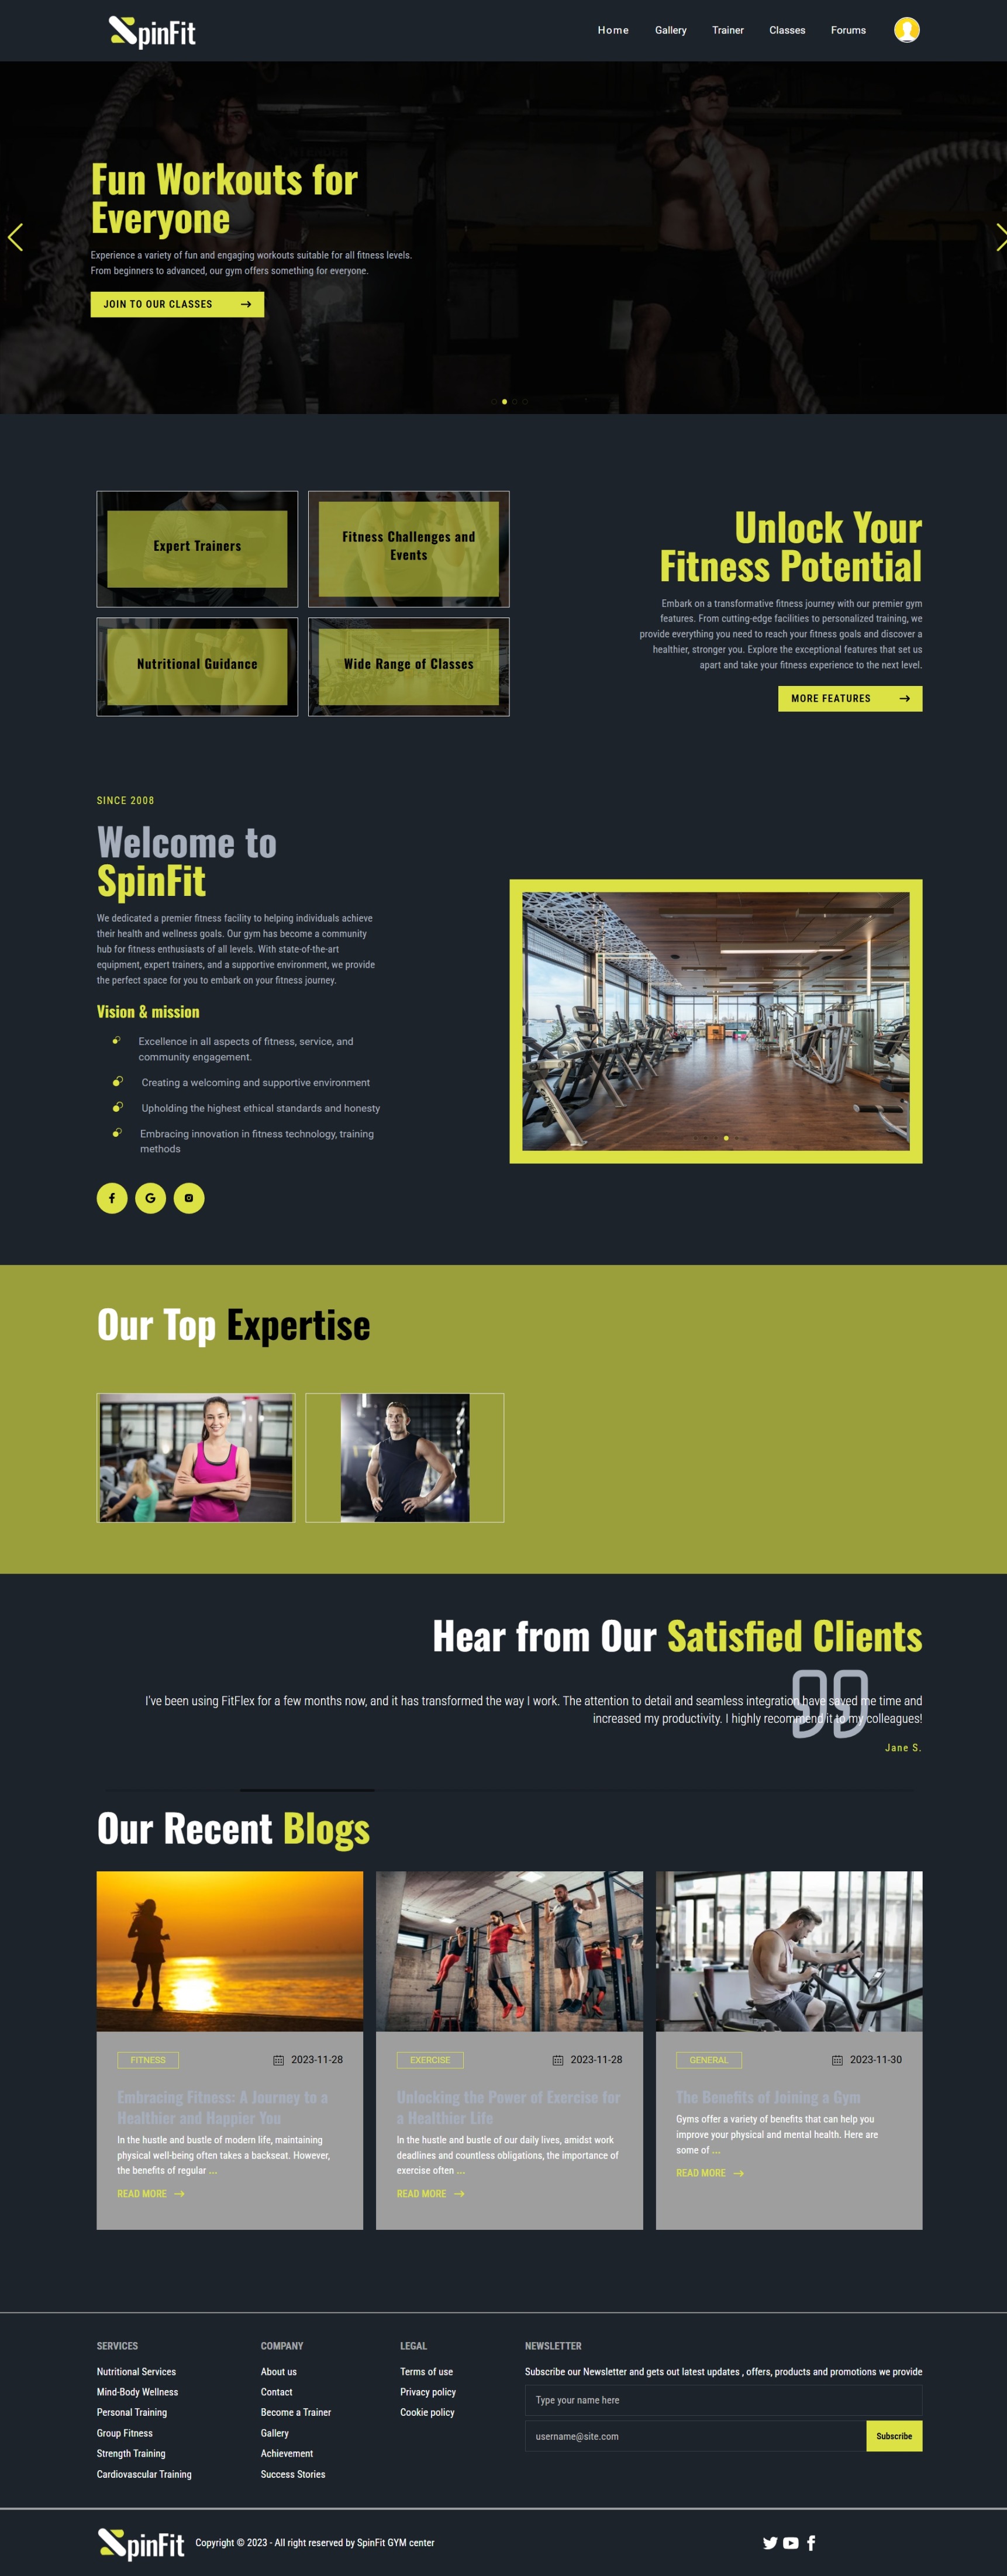 SpinFit
Home Gallery Trainer Classes Forums
Fun Workouts for
Everyone
Experience a variety of fun and engaging workouts suitable for all fitness levels.
From beginners to advanced, our gym offers something for everyone.
JOIN TO OUR CLASSES
Expert Trainers
Fitness Challenges and
Events
Nutritional Guidance
Wide Range of Classes
Unlock Your
Fitness Potential
Embark on a transformative fitness journey with our premier gym
features. From cutting-edge facilities to personalized training, we
provide everything you need to reach your fitness goals and discover a
healthier, stronger you. Explore the exceptional features that set us
apart and take your fitness experience to the next level.
MORE FEATURES
SINCE 2008
Welcome to
SpinFit
We dedicated a premier fitness facility to helping individuals achieve
their health and wellness goals. Our gym has become a community
hub for fitness enthusiasts of all levels. With state-of-the-art
equipment, expert trainers, and a supportive environment, we provide
the perfect space for you to embark on your fitness journey.
Vision & mission
Excellence in all aspects of fitness, service, and
community engagement.
Creating a welcoming and supportive environment
Upholding the highest ethical standards and honesty
Embracing innovation in fitness technology, training
methods
Our Top Expertise
Hear from Our Satisfied Clients
I've been using FitFlex for a few months now, and it has transformed the way I work. The attention to detail and seamless integration have saved me time and
increased my productivity. I highly recommend it to my colleagues!
Jane S.
Our Recent Blogs
FITNESS 2023-11-28
Embracing Fitness: A Journey to a
Healthier and Happier You
In the hustle and bustle of modern life, maintaining
physical well-being often takes a backseat. However,
the benefits of regular ...
READ MORE
EXERCISE 2023-11-28
Unlocking the Power of Exercise for
a Healthier Life
In the hustle and bustle of our daily lives, amidst work
deadlines and countless obligations, the importance of
exercise often ...
READ MORE
GENERAL 2023-11-30
The Benefits of Joining a Gym
Gyms offer a variety of benefits that can help you
improve your physical and mental health. Here are
some of ...
READ MORE
SERVICES
Nutritional Services
Mind-Body Wellness
Personal Training
Group Fitness
Strength Training
Cardiovascular Training
COMPANY
About us
Contact
Become a Trainer
Gallery
Achievement
Success Stories
LEGAL
Terms of use
Privacy policy
Cookie policy
NEWSLETTER
Subscribe our Newsletter and gets out latest updates , offers, products and promotions we provide
Type your name here
username@site.com
Subscribe
SpinFit
Copyright © 2023 - All right reserved by SpinFit GYM center